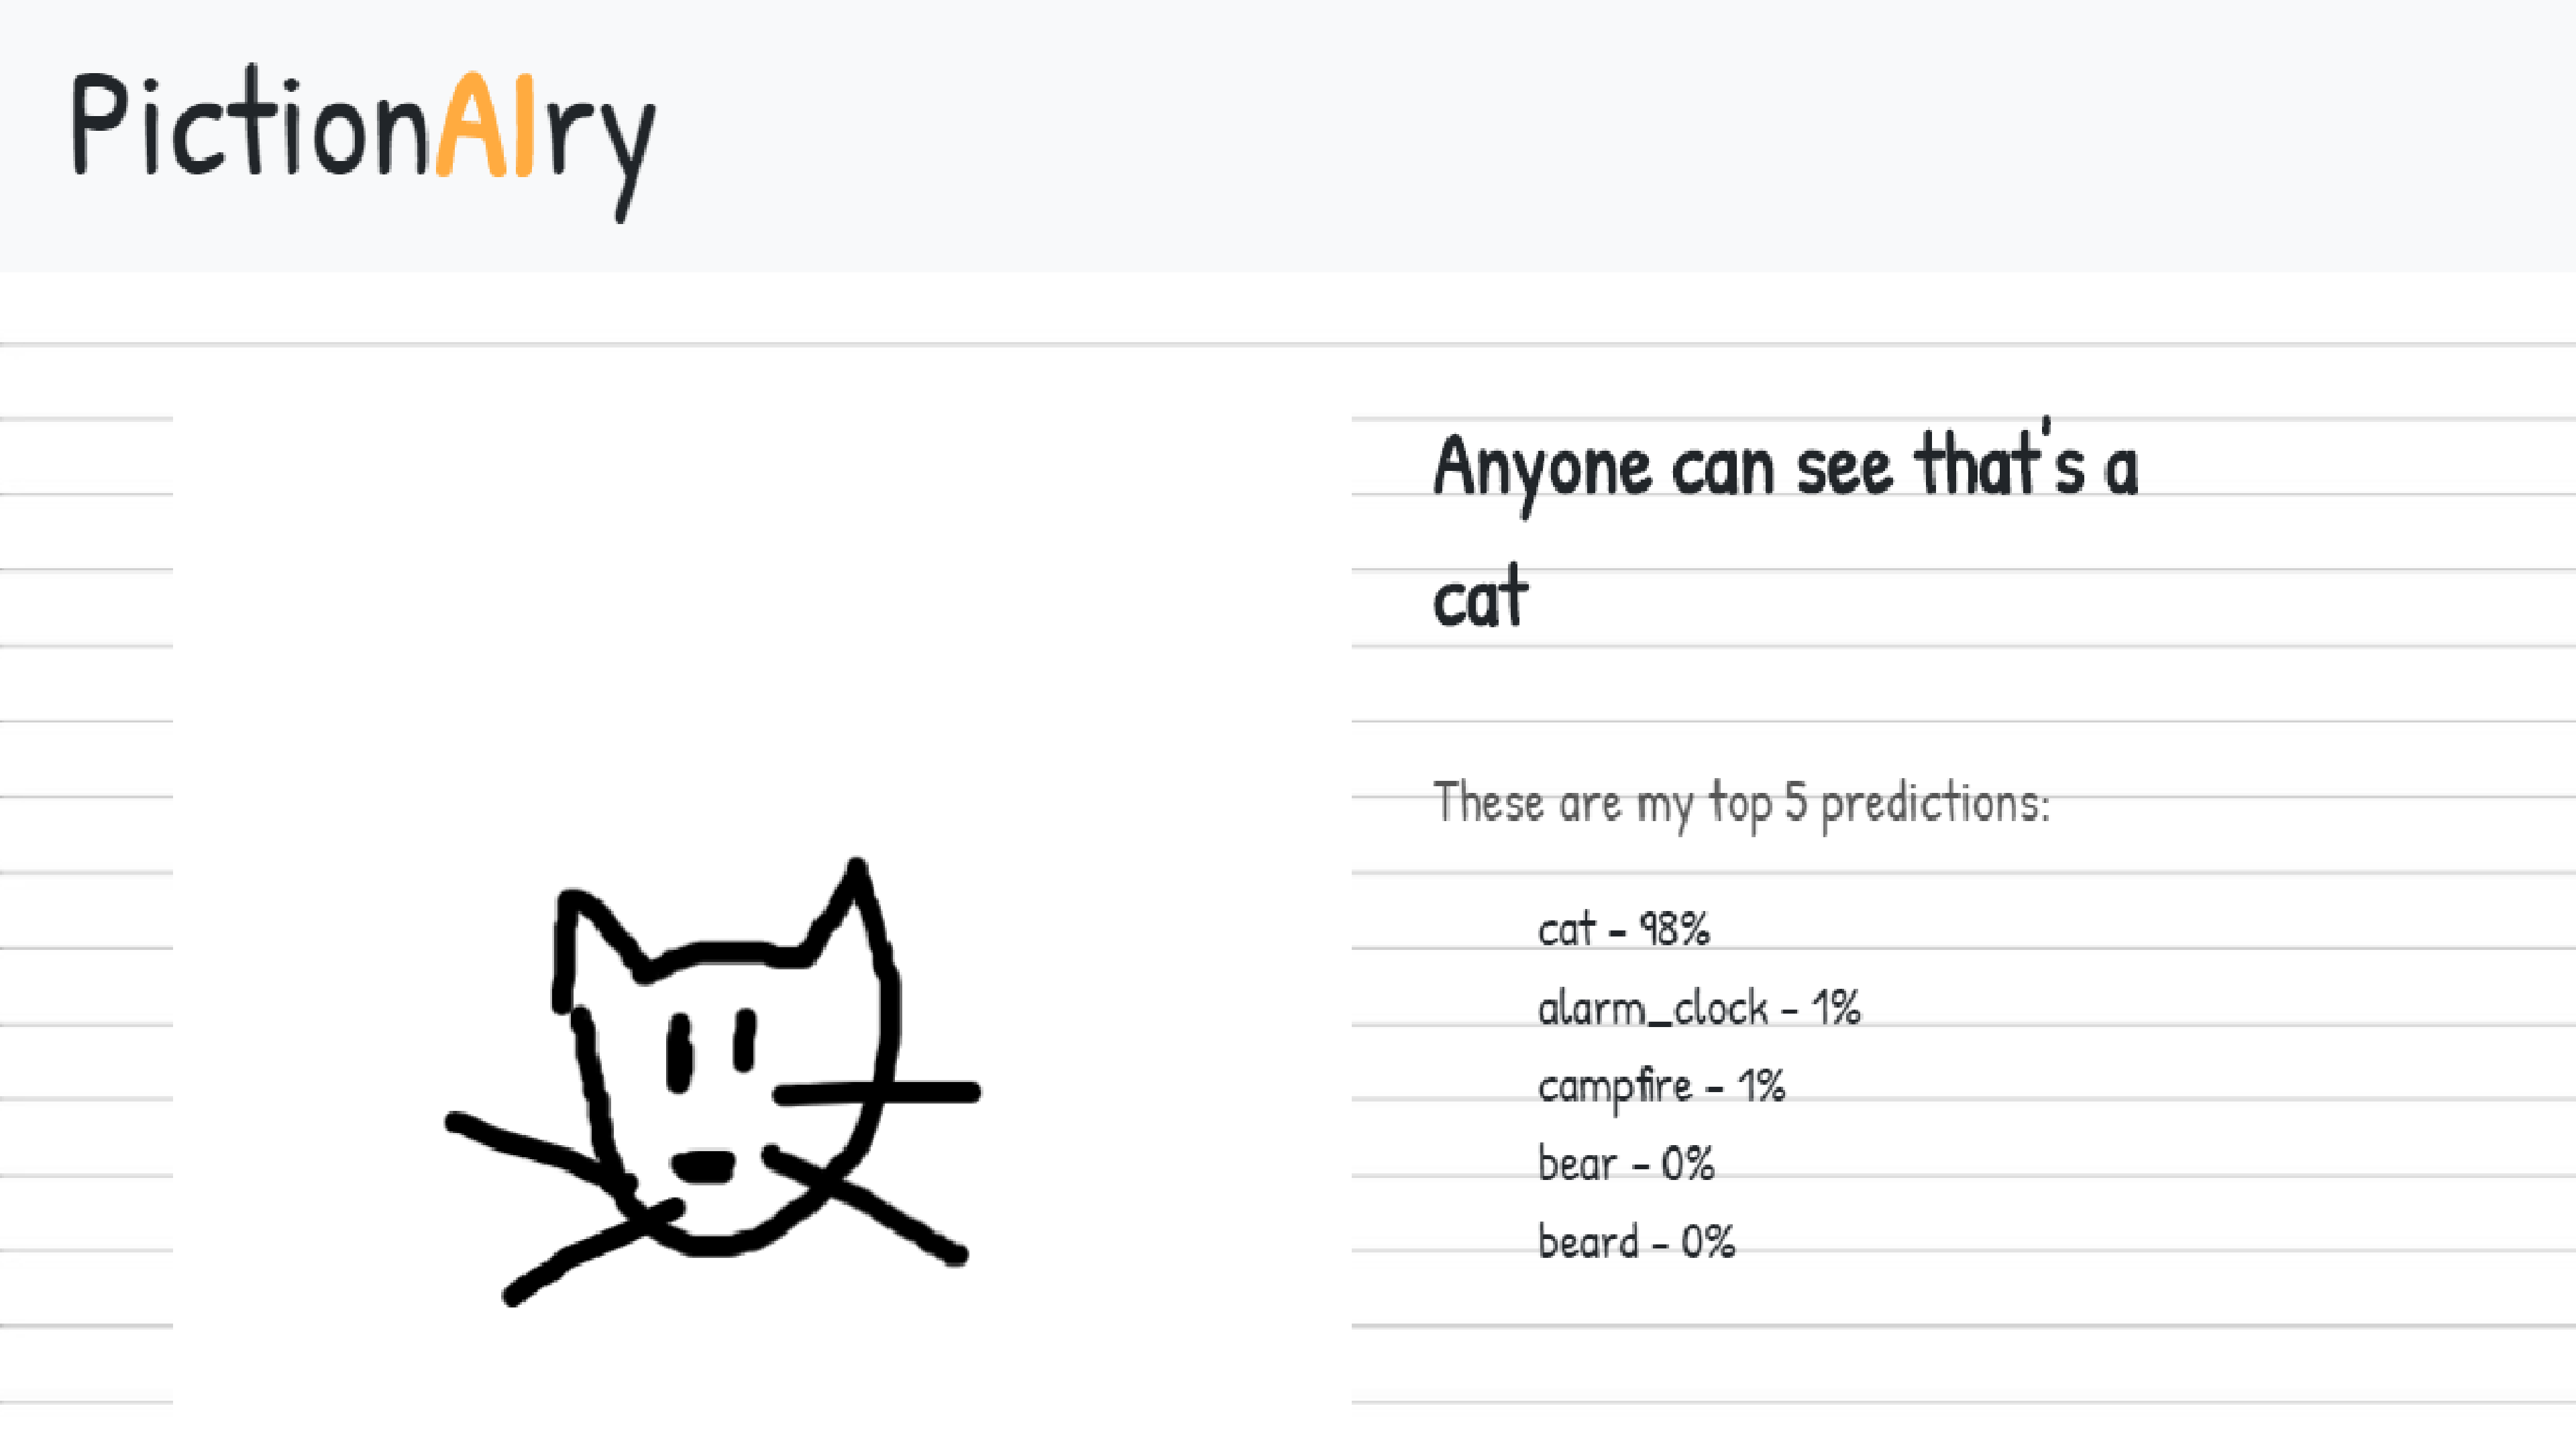 PictionAIry
Anyone can see that's a
cat
These are my top 5 predictions:
cat - 98%
alarm_clock - 1%
campfire - 1%
bear - 0%
beard - 0%